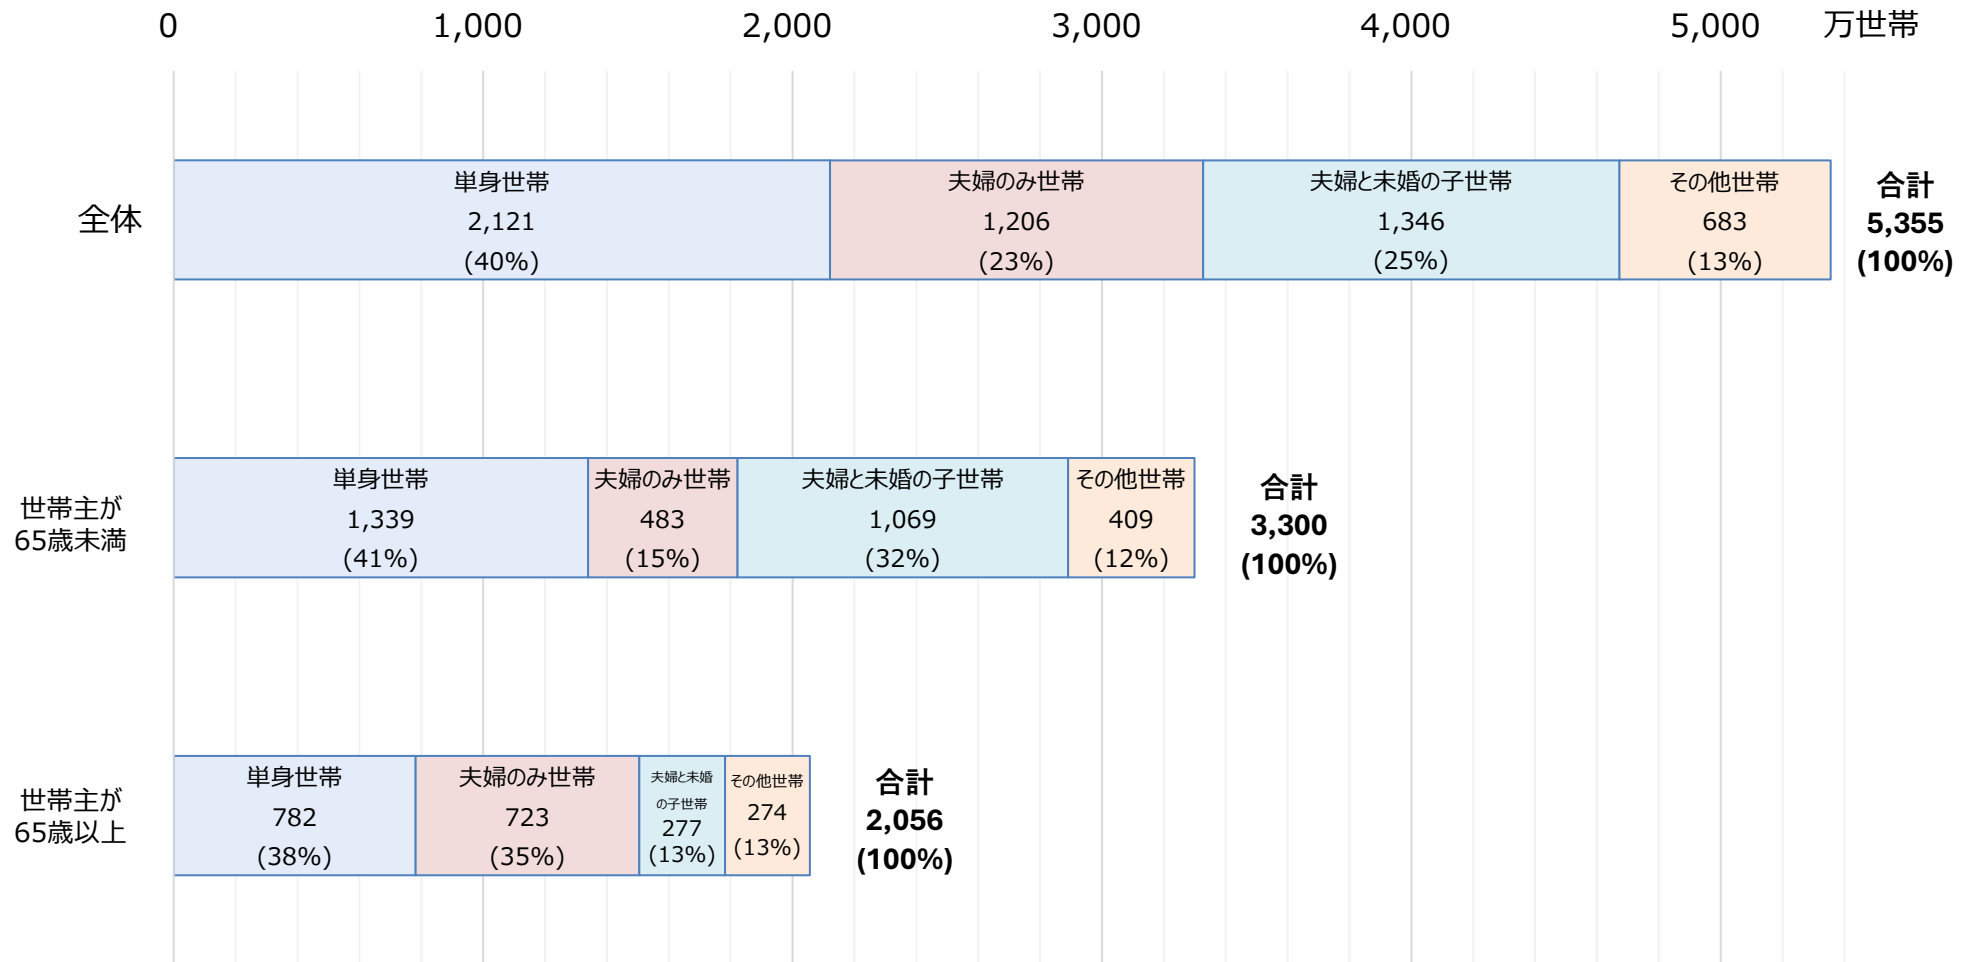 0 1,000 2,000 3,000 4,000 5,000 万世帯
全体
単身世帯
2,121
(40%)
夫婦のみ世帯
1,206
(23%)
夫婦と未婚の子世帯
1,346
(25%)
その他世帯
683
(13%)
合計
5,355
(100%)
世帯主が
65歳未満
単身世帯
1,339
(41%)
夫婦のみ世帯
483
(15%)
夫婦と未婚の子世帯
1,069
(32%)
その他世帯
409
(12%)
合計
3,300
(100%)
世帯主が
65歳以上
単身世帯
782
(38%)
夫婦のみ世帯
723
(35%)
夫婦と未婚
の子世帯
277
(13%)
その他世帯
274
(13%)
合計
2,056
(100%)